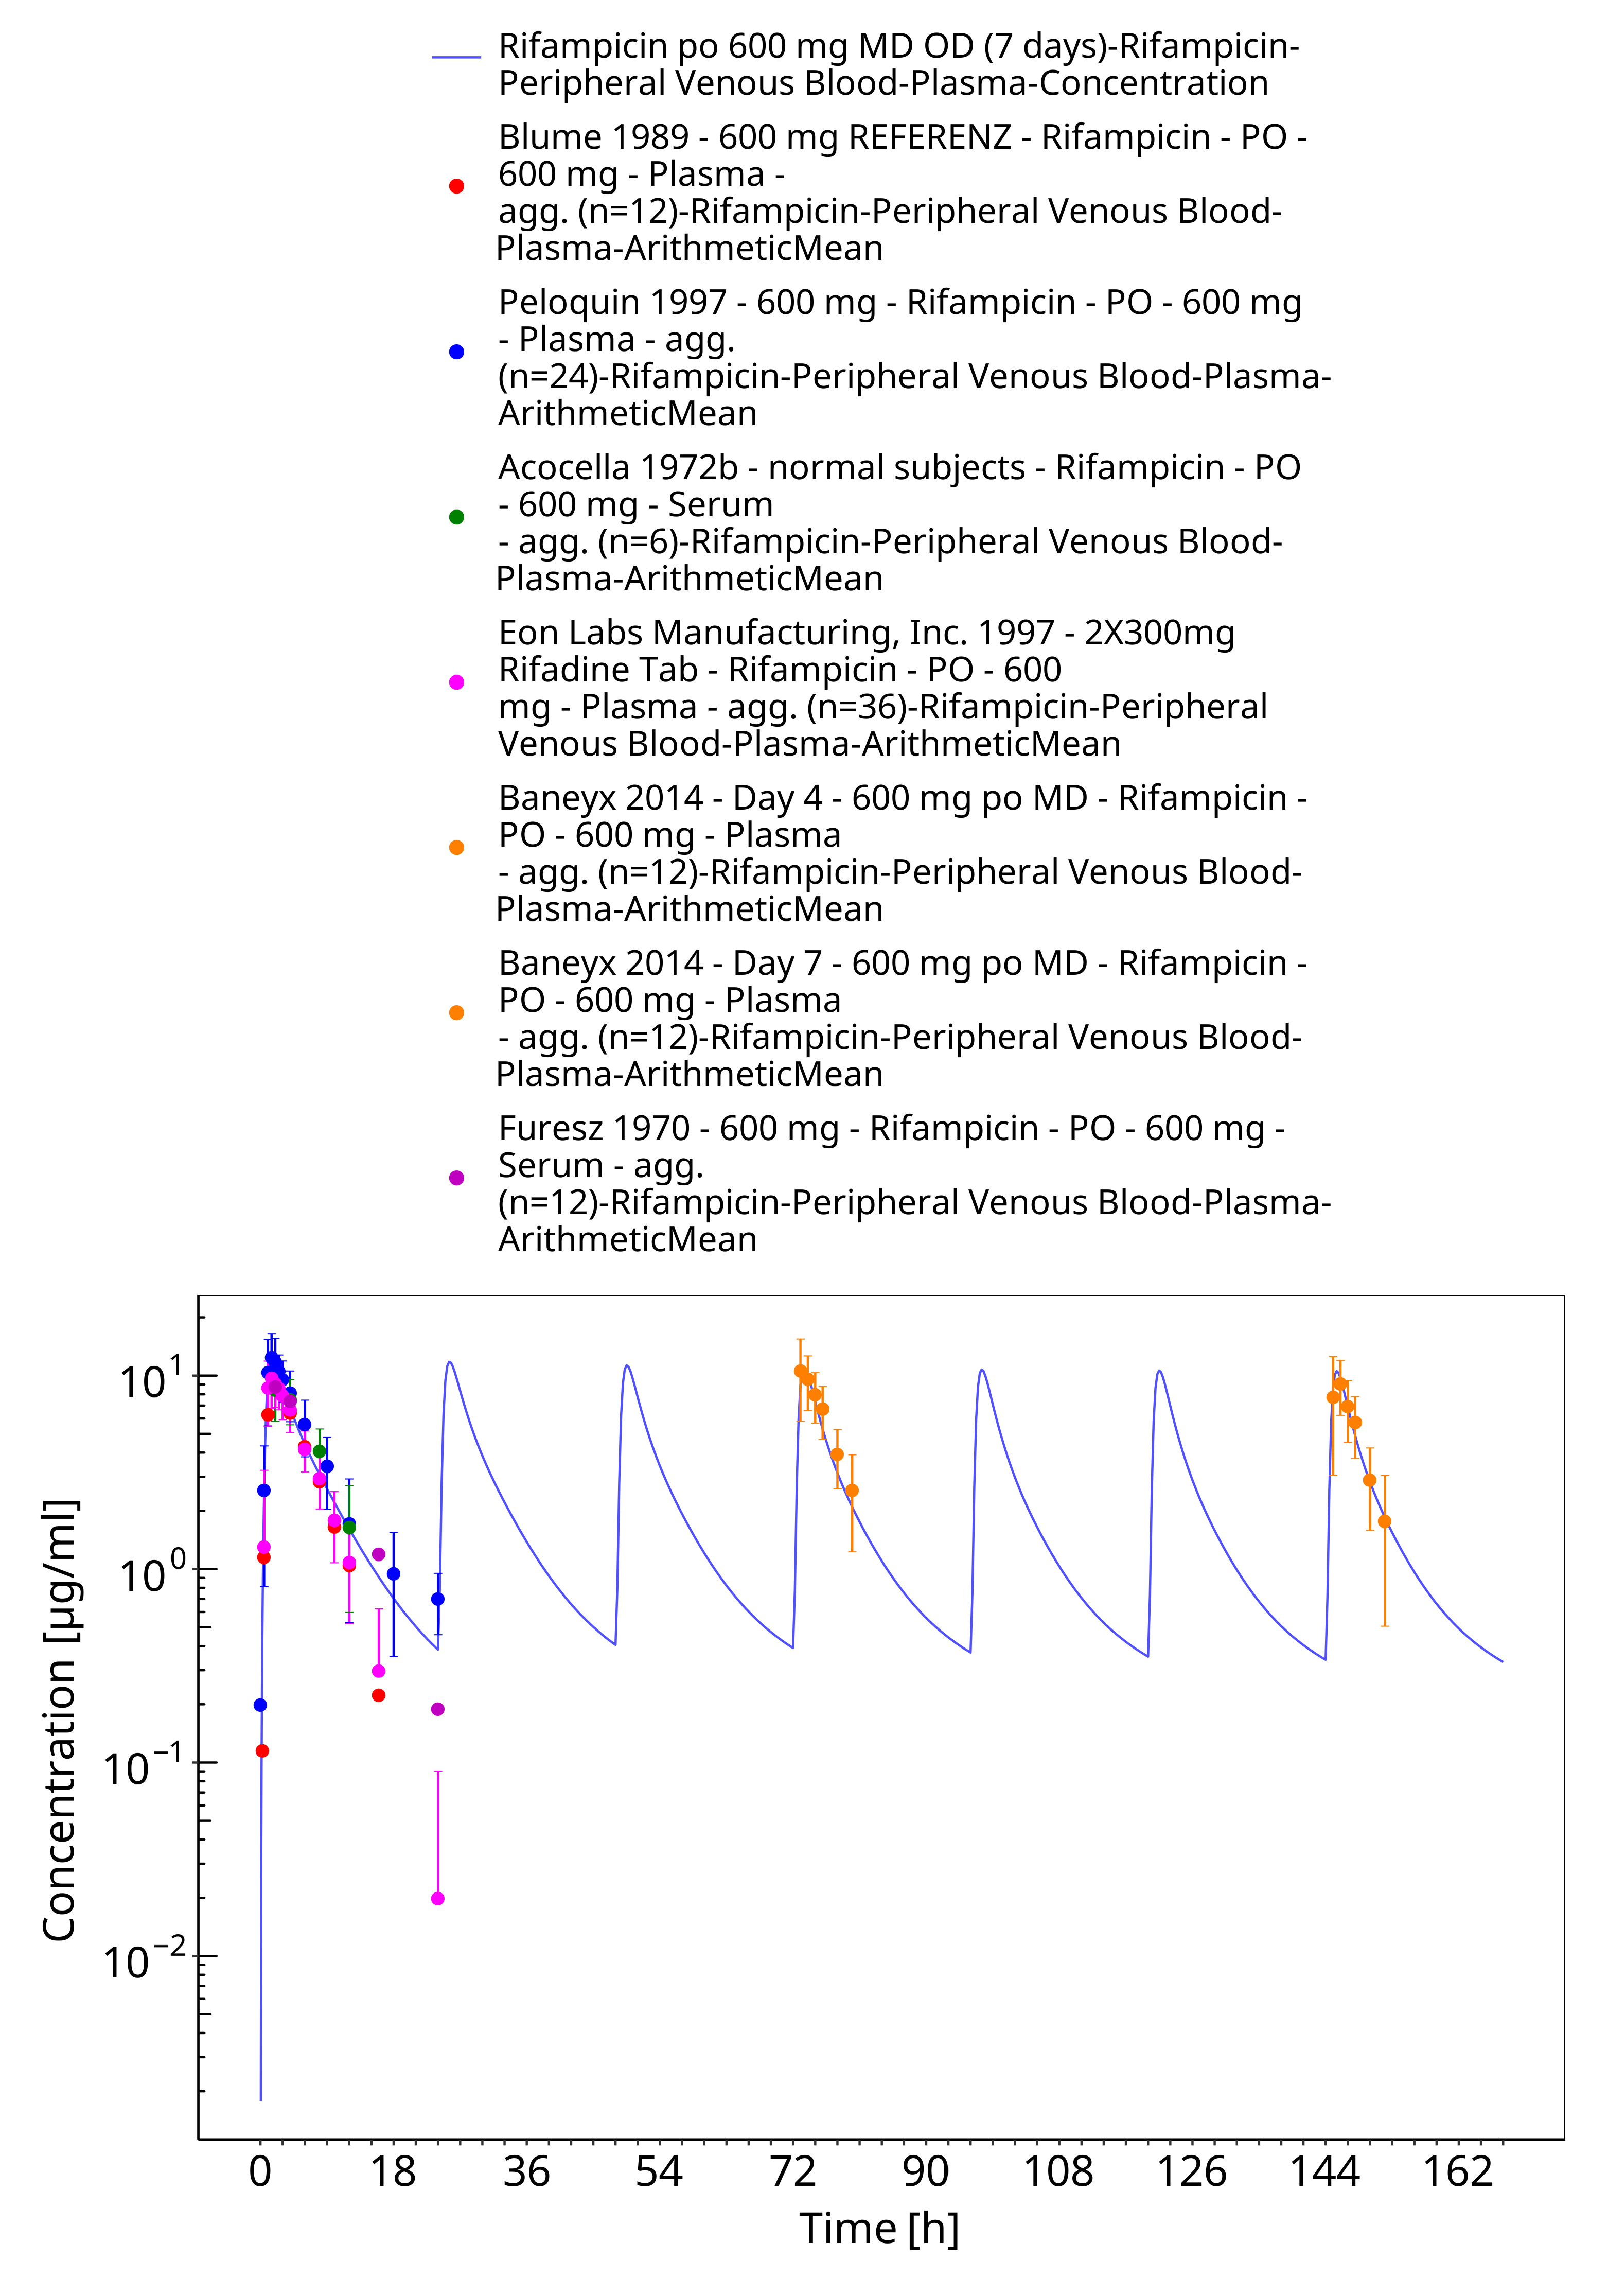 Rifampicin po 600 mg MD OD (7 days)-Rifampicin-
Peripheral Venous Blood-Plasma-Concentration
Blume 1989 - 600 mg REFERENZ - Rifampicin - PO -
600 mg - Plasma -
agg. (n=12)-Rifampicin-Peripheral Venous Blood-
Plasma-ArithmeticMean
Peloquin 1997 - 600 mg - Rifampicin - PO - 600 mg
- Plasma - agg.
(n=24)-Rifampicin-Peripheral Venous Blood-Plasma-
ArithmeticMean
Acocella 1972b - normal subjects - Rifampicin - PO
- 600 mg - Serum
- agg. (n=6)-Rifampicin-Peripheral Venous Blood-
Plasma-ArithmeticMean
Eon Labs Manufacturing, Inc. 1997 - 2X300mg
Rifadine Tab - Rifampicin - PO - 600
mg - Plasma - agg. (n=36)-Rifampicin-Peripheral
Venous Blood-Plasma-ArithmeticMean
Baneyx 2014 - Day 4 - 600 mg po MD - Rifampicin -
PO - 600 mg - Plasma
- agg. (n=12)-Rifampicin-Peripheral Venous Blood-
Plasma-ArithmeticMean
Baneyx 2014 - Day 7 - 600 mg po MD - Rifampicin -
PO - 600 mg - Plasma
- agg. (n=12)-Rifampicin-Peripheral Venous Blood-
Plasma-ArithmeticMean
Furesz 1970 - 600 mg - Rifampicin - PO - 600 mg -
Serum - agg.
(n=12)-Rifampicin-Peripheral Venous Blood-Plasma-
ArithmeticMean
Concentration [µg/ml]
10¹
10⁰
10⁻¹
10⁻²
0 18 36 54 72 90 108 126 144 162
Time [h]